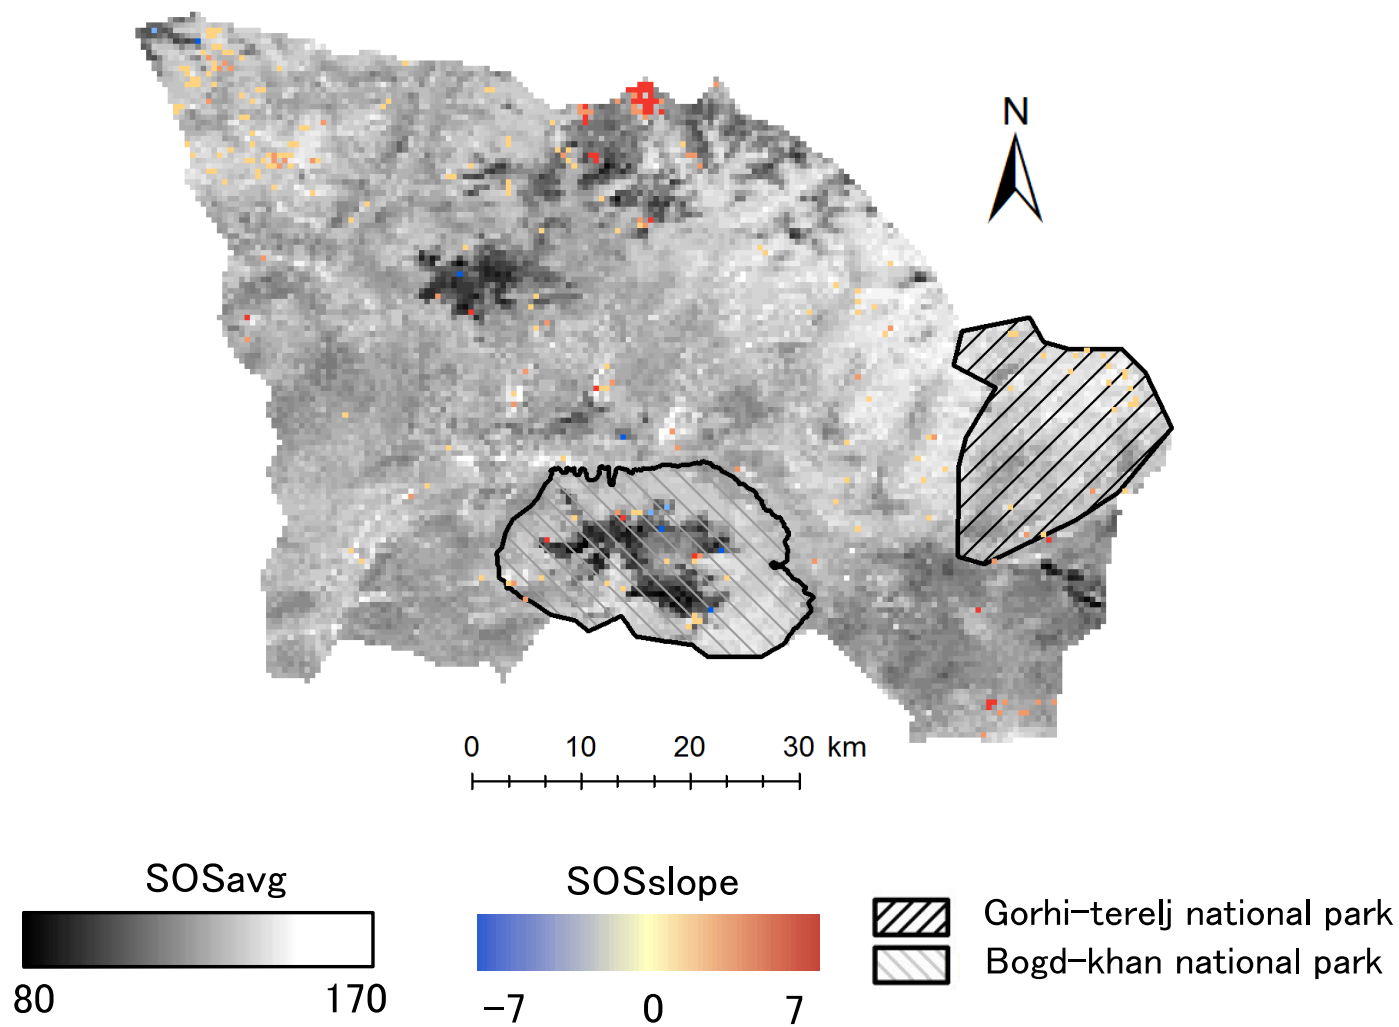 N
0 10 20 30 km
SOSavg
80 170
SOSslope
−7 0 7
Gorhi−terelj national park
Bogd−khan national park